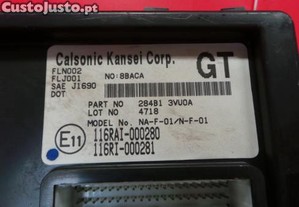 CustoJusto.pt
Calsonic Kansei Corp.
FLN002
FLJ001
GT
NO:8BACA
SAE J1690
DOT
PART NO 284B1 3VU0A
LOT NO 4718
MODEL No. NA-F-01/N-F-01
E11
116RAI-000280
116RI-000281